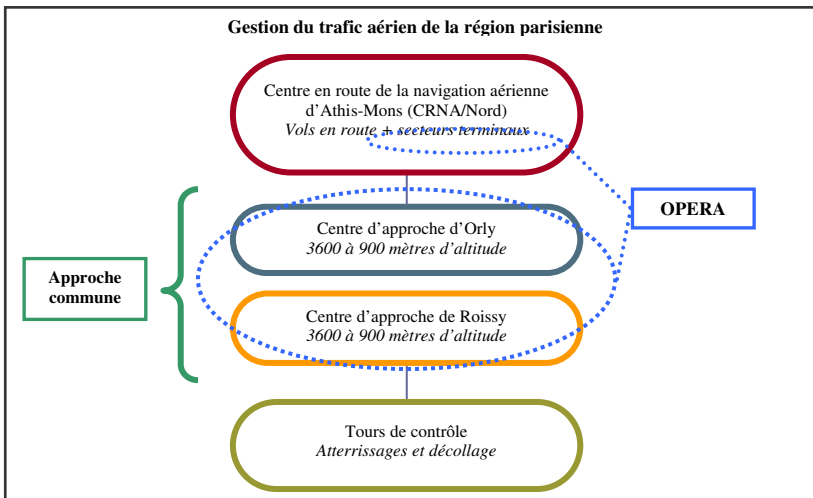 Gestion du trafic aérien de la région parisienne
Centre en route de la navigation aérienne
d’Athis-Mons (CRNA/Nord)
Vols en route + secteurs terminaux
OPERA
Centre d’approche d’Orly
3600 à 900 mètres d’altitude
Approche
commune
Centre d’approche de Roissy
3600 à 900 mètres d’altitude
Tours de contrôle
Atterrissages et décollage